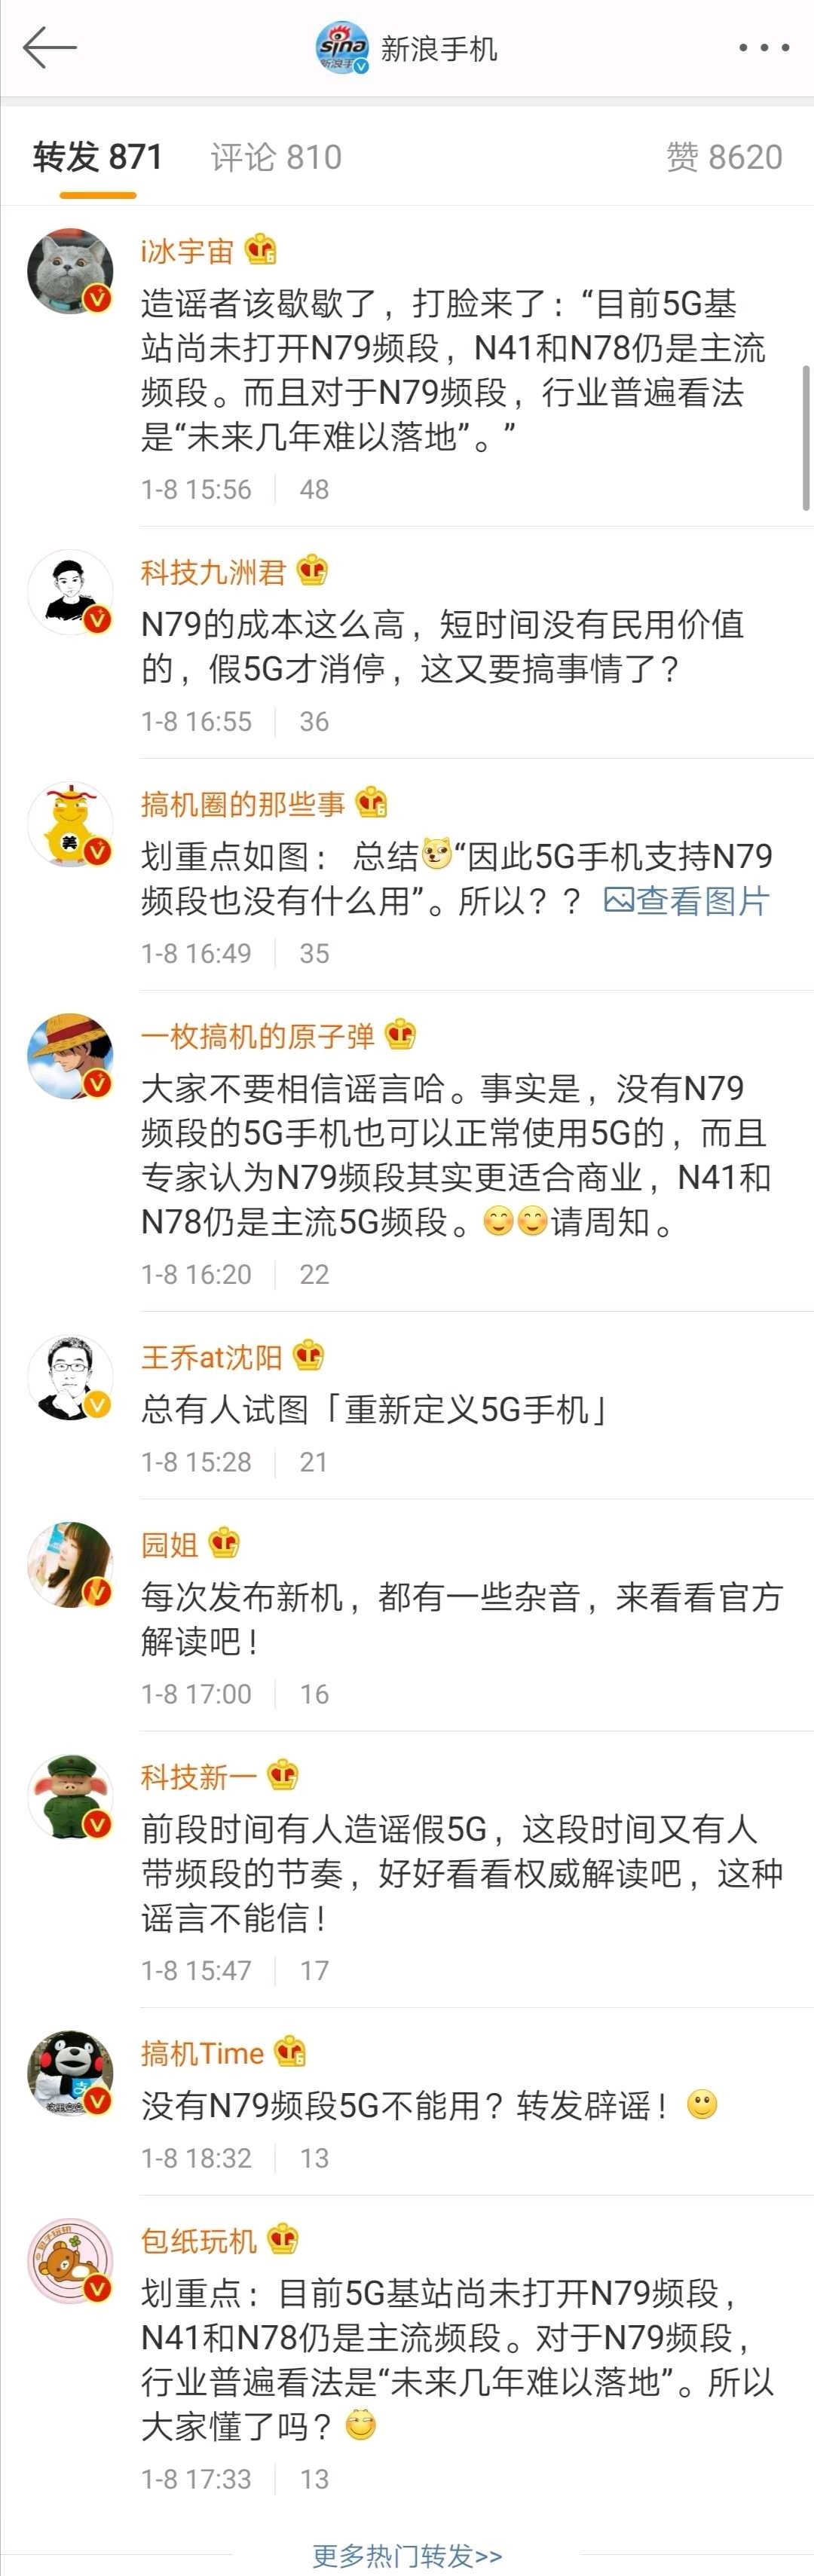 sina
新浪手
新浪手机
转发 871 评论 810 赞 8620
i冰宇宙
造谣者该歇歇了，打脸来了：“目前5G基
站尚未打开N79频段，N41和N78仍是主流
频段。而且对于N79频段，行业普遍看法
是“未来几年难以落地”。”
1-8 15:56 48
科技九洲君
N79的成本这么高，短时间没有民用价值
的，假5G才消停，这又要搞事情了？
1-8 16:55 36
搞机圈的那些事
美
划重点如图： 总结“因此5G手机支持N79
频段也没有什么用”。所以？？ 查看图片
1-8 16:49 35
一枚搞机的原子弹
大家不要相信谣言哈。事实是，没有N79
频段的5G手机也可以正常使用5G的，而且
专家认为N79频段其实更适合商业，N41和
N78仍是主流5G频段。请周知。
1-8 16:20 22
王乔at沈阳
总有人试图「重新定义5G手机」
1-8 15:28 21
园姐
每次发布新机，都有一些杂音，来看看官方
解读吧！
1-8 17:00 16
科技新一
前段时间有人造谣假5G，这段时间又有人
带频段的节奏，好好看看权威解读吧，这种
谣言不能信！
1-8 15:47 17
搞机Time
没有N79频段5G不能用？转发辟谣！
1-8 18:32 13
包纸玩机
划重点：目前5G基站尚未打开N79频段，
N41和N78仍是主流频段。对于N79频段，
行业普遍看法是“未来几年难以落地”。所以
大家懂了吗？
1-8 17:33 13
更多热门转发>>